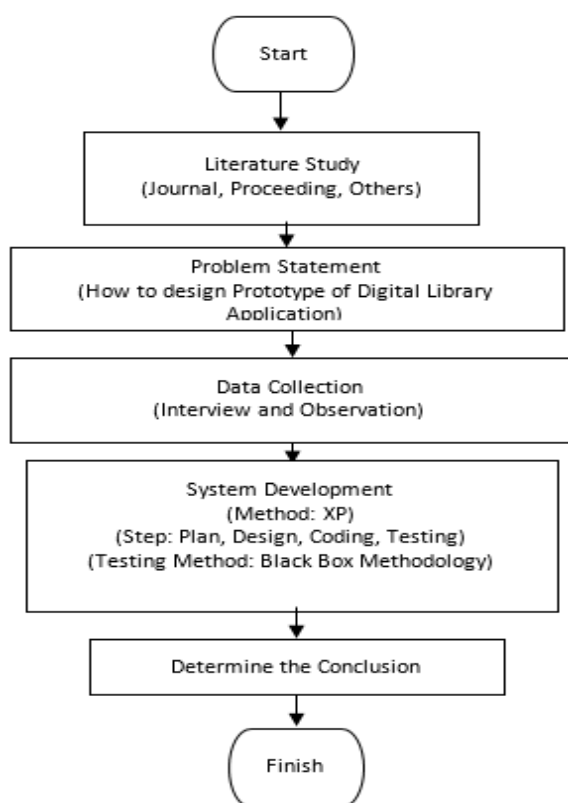 Start
Literature Study
(Journal, Proceeding, Others)
Problem Statement
(How to design Prototype of Digital Library
Application)
Data Collection
(Interview and Observation)
System Development
(Method: XP)
(Step: Plan, Design, Coding, Testing)
(Testing Method: Black Box Methodology)
Determine the Conclusion
Finish